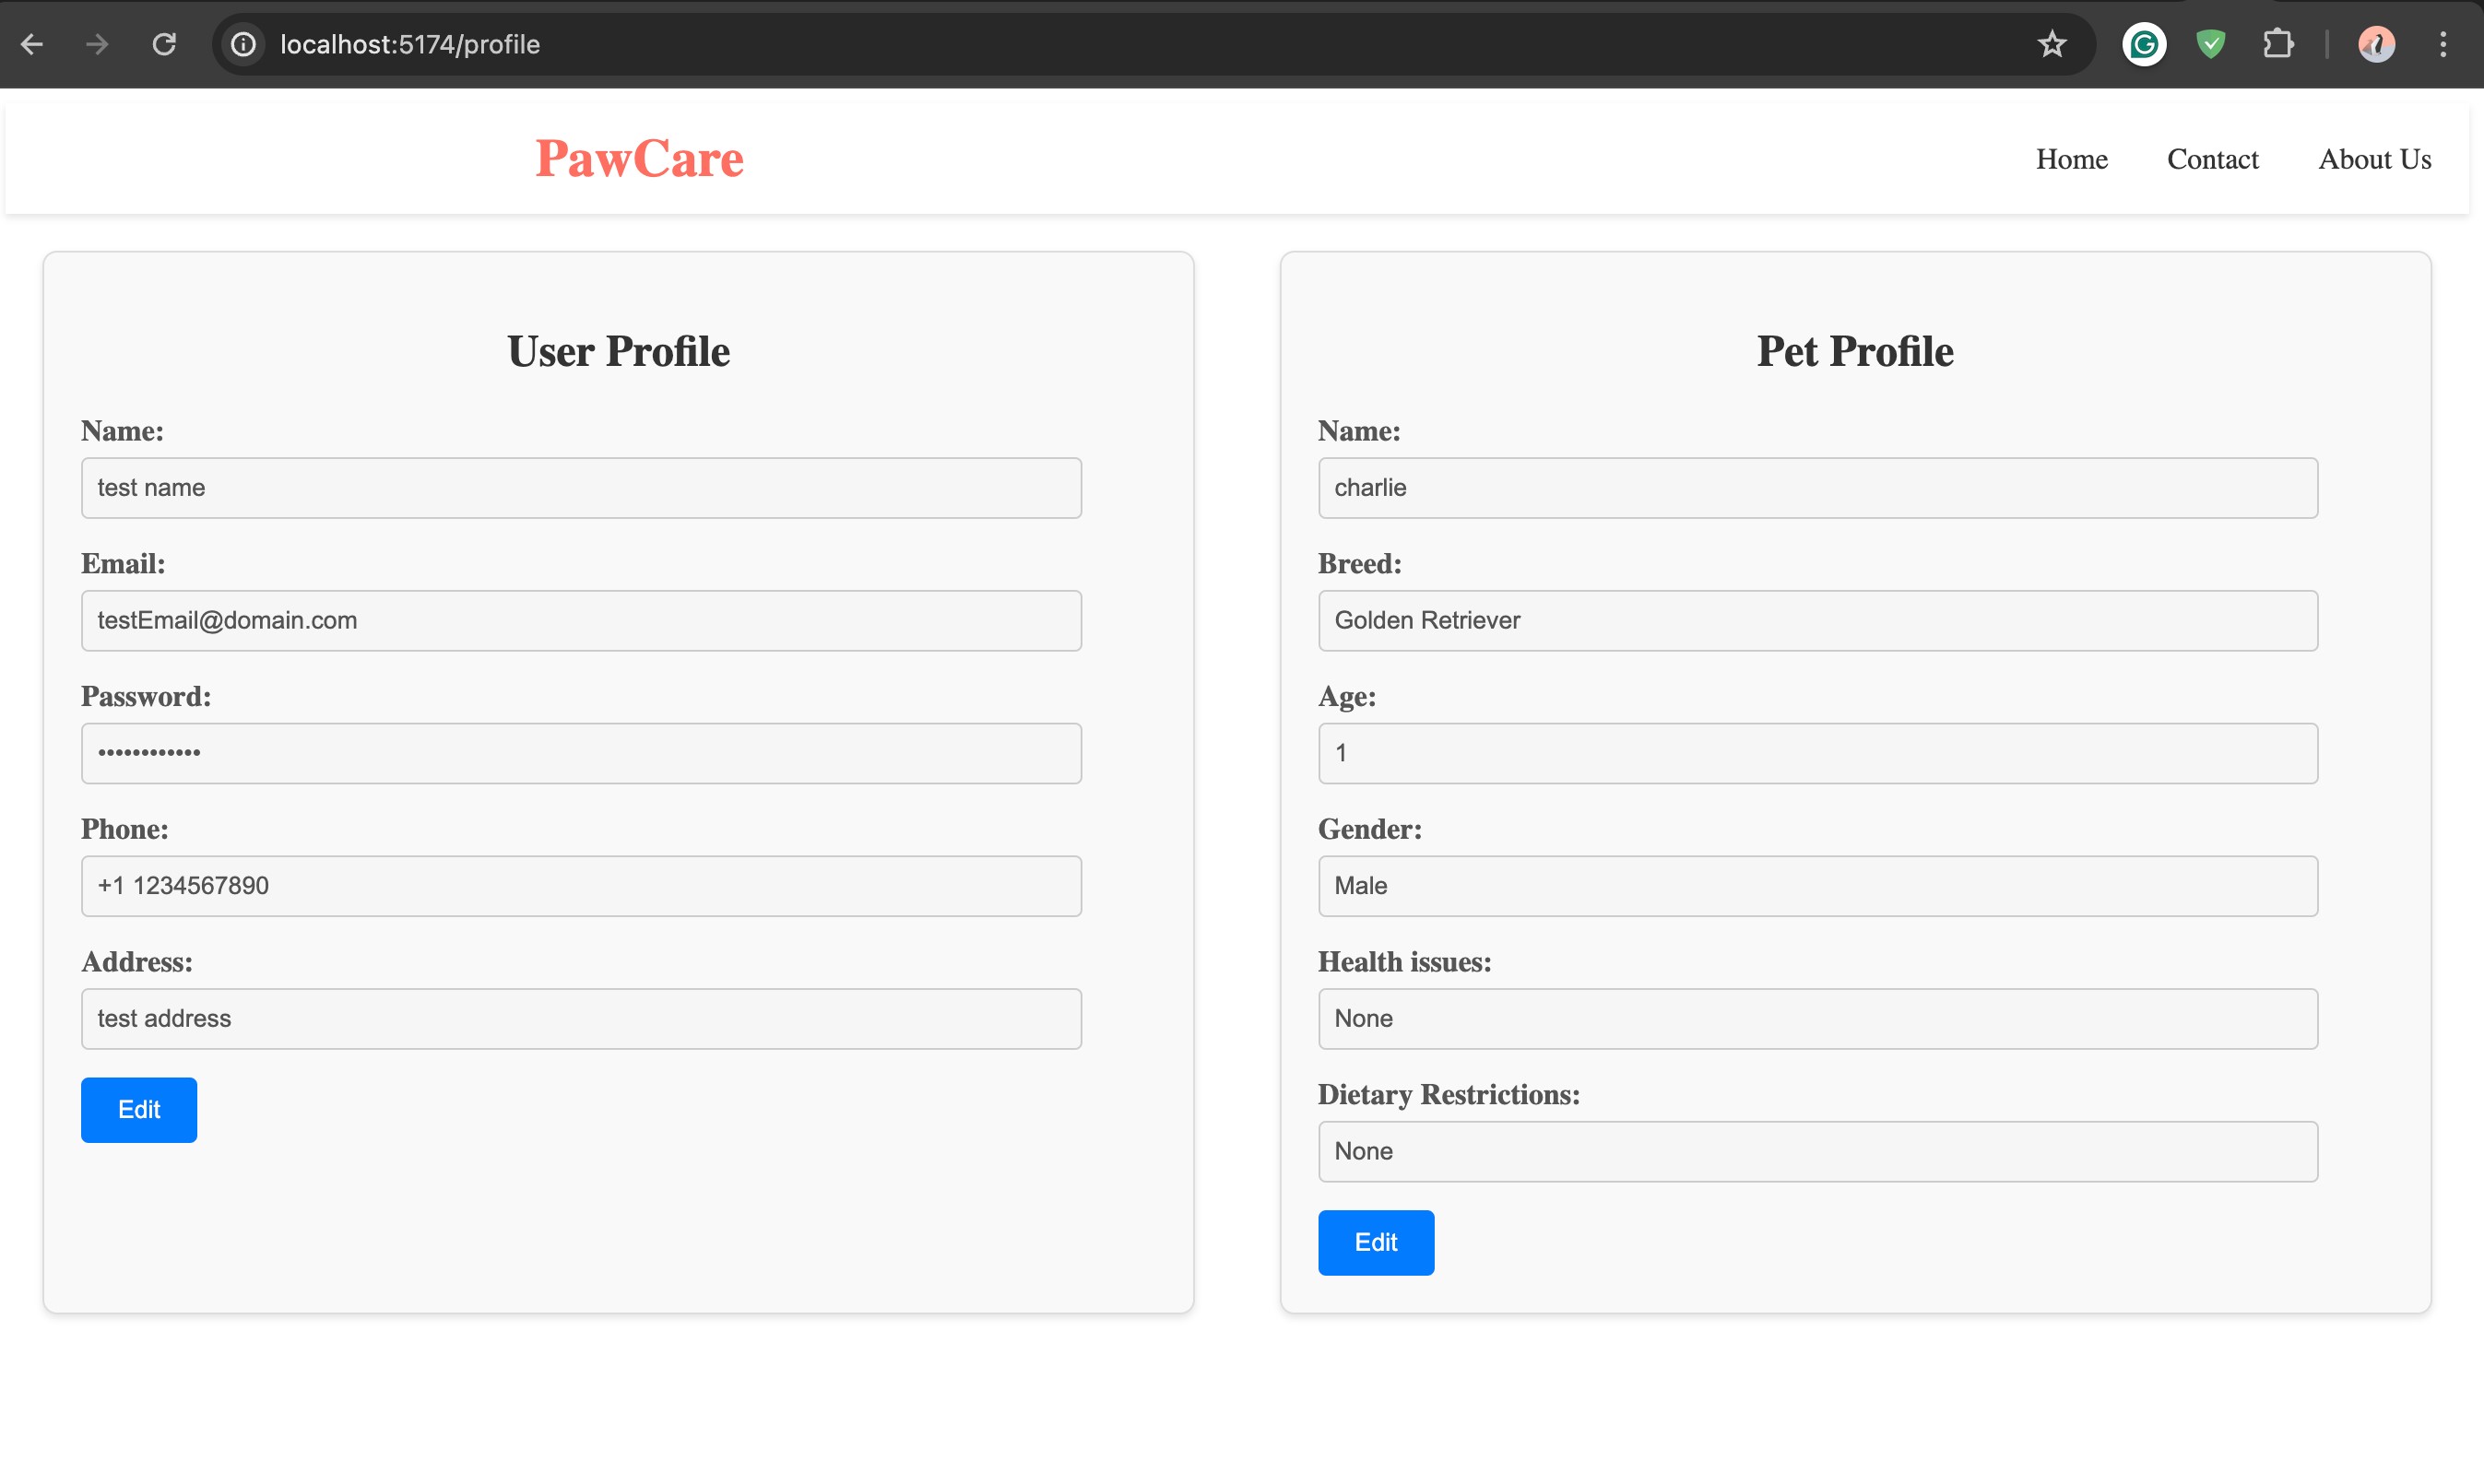 localhost:5174/profile
PawCare
Home Contact About Us
User Profile
Name:
test name
Email:
testEmail@domain.com
Password:
••••••••••••
Phone:
+1 1234567890
Address:
test address
Edit
Pet Profile
Name:
charlie
Breed:
Golden Retriever
Age:
1
Gender:
Male
Health issues:
None
Dietary Restrictions:
None
Edit